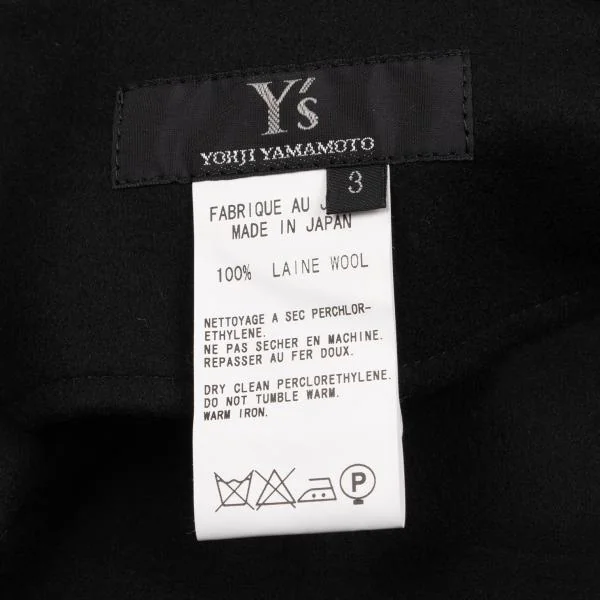 Y's
YOHJI YAMAMOTO
3
FABRIQUE AU J
MADE IN JAPAN
100% LAINE WOOL
NETTOYAGE A SEC PERCHLOR-
ETHYLENE.
NE PAS SECHER EN MACHINE.
REPASSER AU FER DOUX.
DRY CLEAN PERCLORETHYLENE.
DO NOT TUMBLE WARM.
WARM IRON.
P